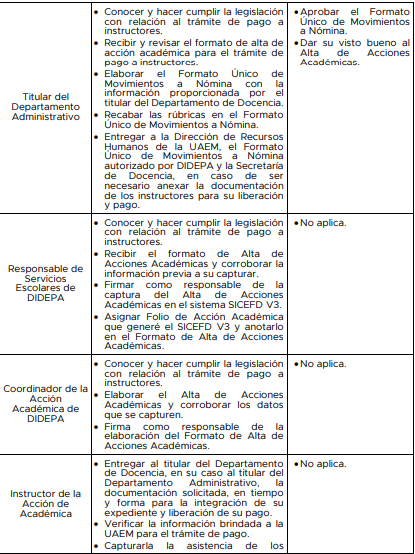 Titular del
Departamento
Administrativo
• Conocer y hacer cumplir la legislación
con relación al trámite de pago a
instructores.
• Recibir y revisar el formato de alta de
acción académica para el trámite de
pago a instructores.
• Elaborar el Formato Único de
Movimientos a Nómina con la
información proporcionada por el
titular del Departamento de Docencia.
• Recabar las rúbricas en el Formato
Único de Movimientos a Nómina.
• Entregar a la Dirección de Recursos
Humanos de la UAEM, el Formato
Único de Movimientos a Nómina
autorizado por DIDEPA y la Secretaría
de Docencia, en caso de ser
necesario anexar la documentación
de los instructores para su liberación
y pago.
• Aprobar el Formato
Único de Movimientos
a Nómina.
• Dar su visto bueno al
Alta de Acciones
Académicas.
Responsable de
Servicios
Escolares de
DIDEPA
• Conocer y hacer cumplir la legislación
con relación al trámite de pago a
instructores.
• Recibir el formato de Alta de
Acciones Académicas y corroborar la
información previa a su capturar.
• Firmar como responsable de la
captura del Alta de Acciones
Académicas en el sistema SICEFD V3.
• Asignar Folio de Acción Académica
que generé el SICEFD V3 y anotarlo
en el Formato de Alta de Acciones
Académicas.
• No aplica.
Coordinador de la
Acción
Académica de
DIDEPA
• Conocer y hacer cumplir la legislación
con relación al trámite de pago a
instructores.
• Elaborar el Alta de Acciones
Académicas y corroborar los datos
que se capturen.
• Firma como responsable de la
elaboración del Formato de Alta de
Acciones Académicas.
• No aplica.
Instructor de la
Acción de
Académica
• Entregar al titular del Departamento
de Docencia, en su caso al titular del
Departamento Administrativo, la
documentación solicitada, en tiempo
y forma para la integración de su
expediente y liberación de su pago.
• Verificar la información brindada a la
UAEM para el trámite de pago.
• Capturarla la asistencia de los
• No aplica.